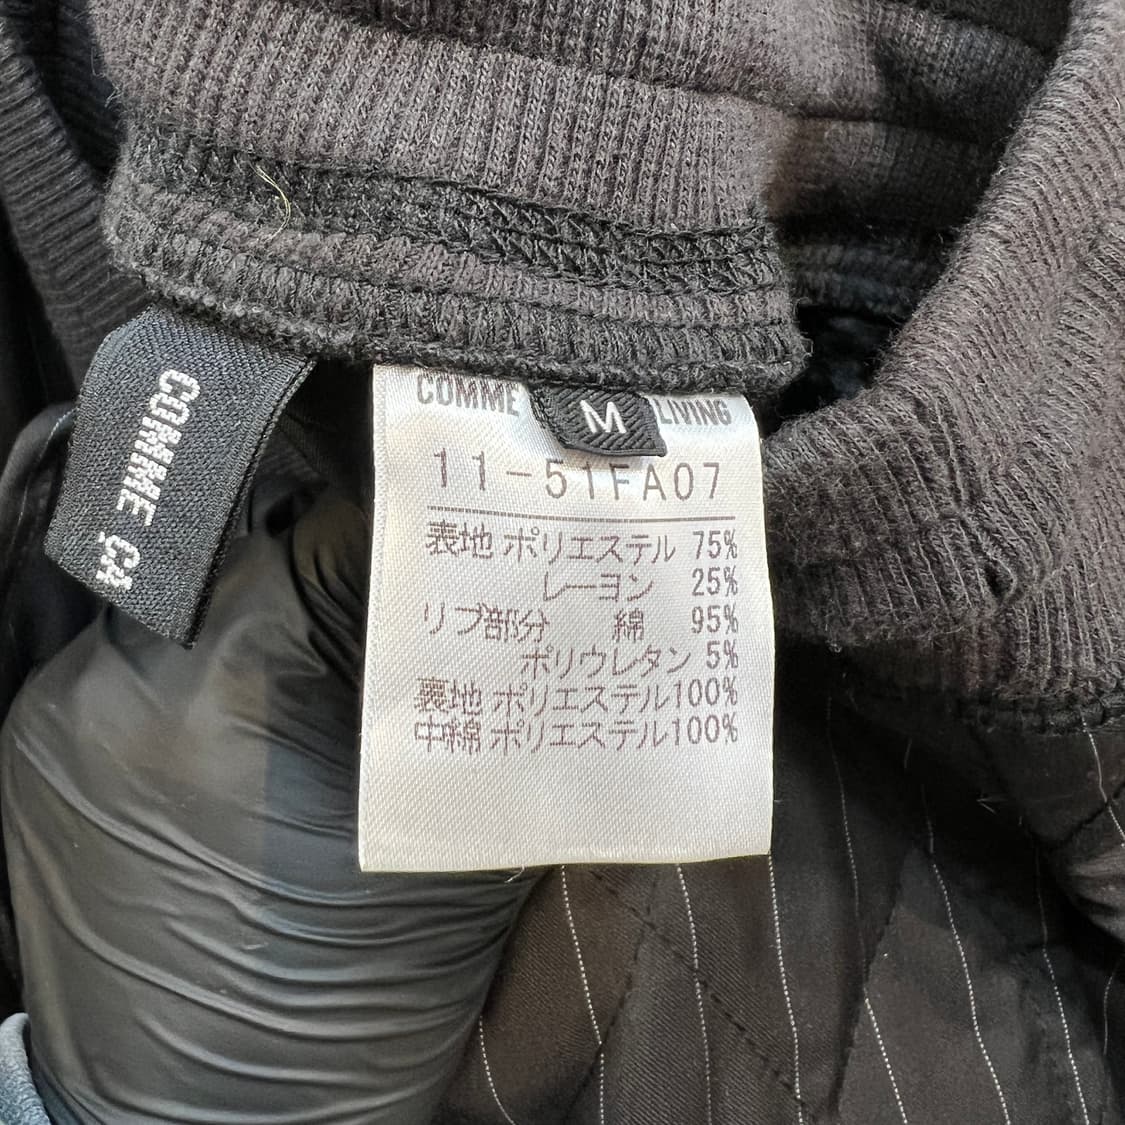 COMME CA
COMME
LIVING
M
11-51FA07
表地 ポリエステル 75%
レーヨン 25%
リブ部分 綿 95%
ポリウレタン 5%
裏地 ポリエステル100%
中綿 ポリエステル100%